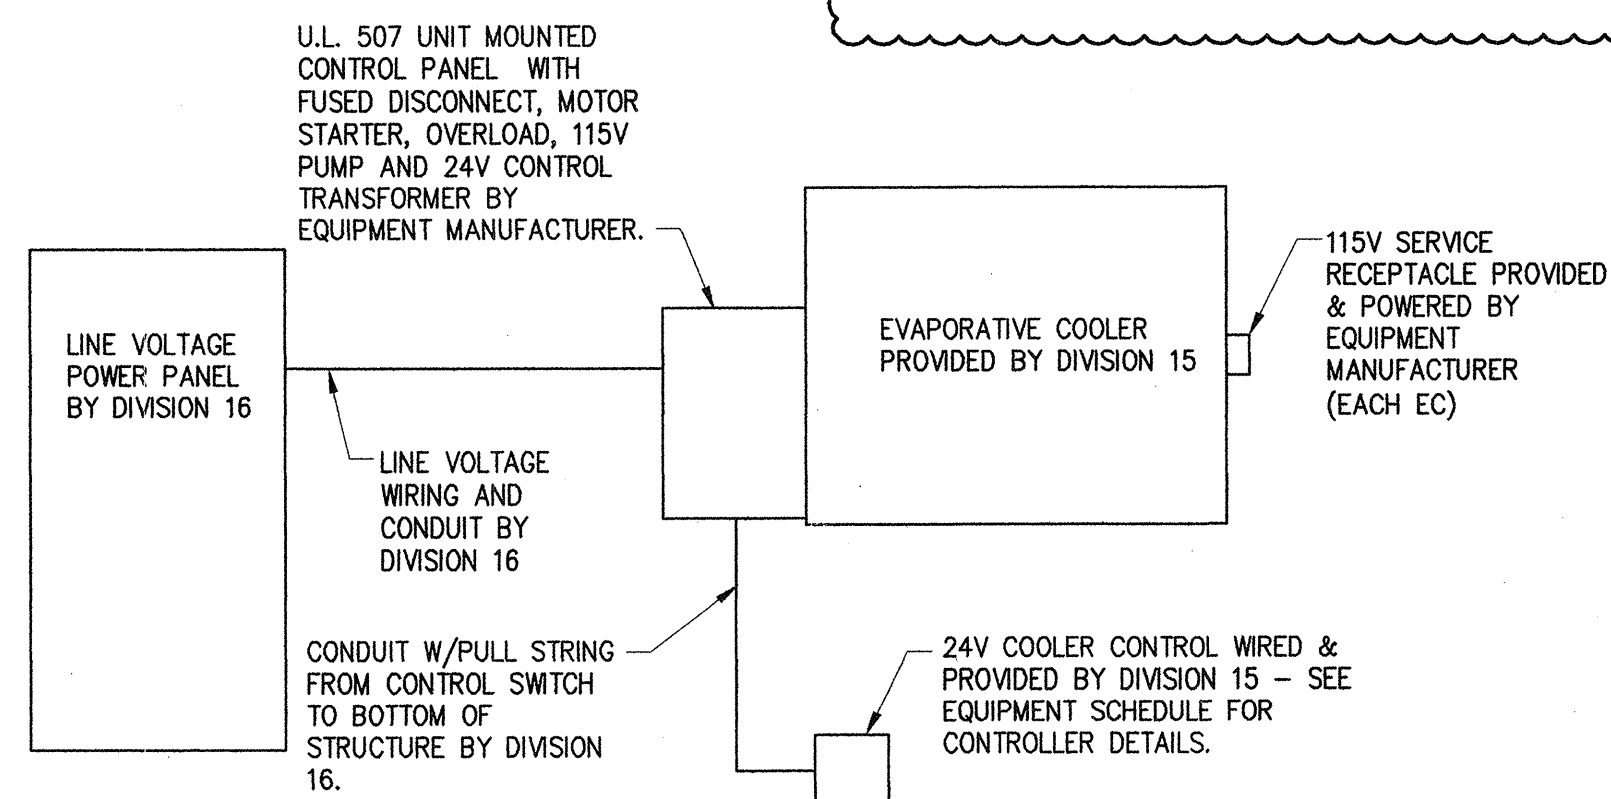 U.L. 507 UNIT MOUNTED
CONTROL PANEL WITH
FUSED DISCONNECT, MOTOR
STARTER, OVERLOAD, 115V
PUMP AND 24V CONTROL
TRANSFORMER BY
EQUIPMENT MANUFACTURER.
LINE VOLTAGE
POWER PANEL
BY DIVISION 16
EVAPORATIVE COOLER
PROVIDED BY DIVISION 15
115V SERVICE
RECEPTACLE PROVIDED
& POWERED BY
EQUIPMENT
MANUFACTURER
(EACH EC)
LINE VOLTAGE
WIRING AND
CONDUIT BY
DIVISION 16
CONDUIT W/PULL STRING
FROM CONTROL SWITCH
TO BOTTOM OF
STRUCTURE BY DIVISION
16.
24V COOLER CONTROL WIRED &
PROVIDED BY DIVISION 15 – SEE
EQUIPMENT SCHEDULE FOR
CONTROLLER DETAILS.